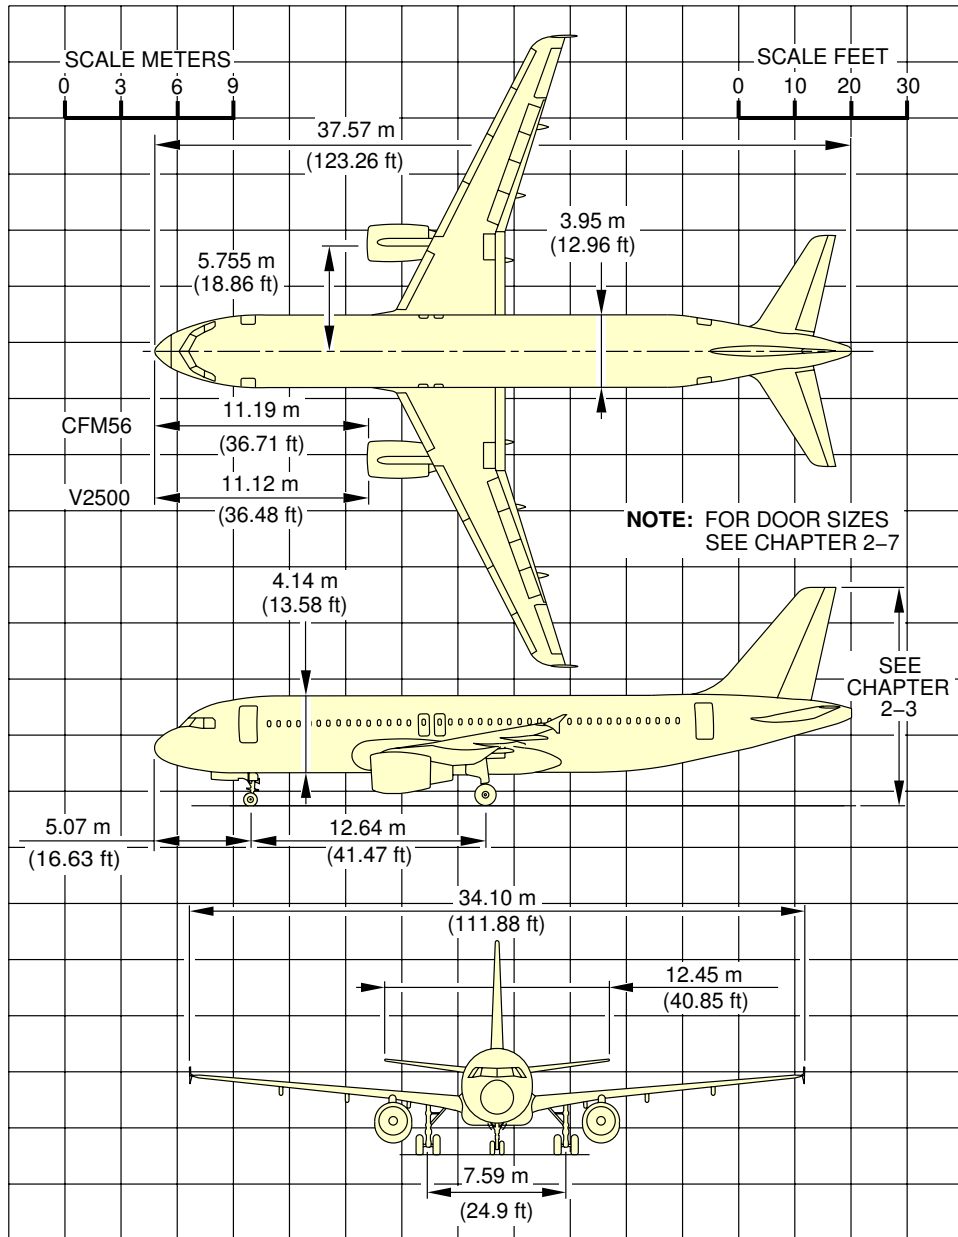 SCALE METERS
0 3 6 9
SCALE FEET
0 10 20 30
37.57 m
(123.26 ft)
3.95 m
(12.96 ft)
5.755 m
(18.86 ft)
CFM56
11.19 m
(36.71 ft)
V2500
11.12 m
(36.48 ft)
NOTE: FOR DOOR SIZES
SEE CHAPTER 2–7
4.14 m
(13.58 ft)
SEE
CHAPTER
2–3
5.07 m
(16.63 ft)
12.64 m
(41.47 ft)
34.10 m
(111.88 ft)
12.45 m
(40.85 ft)
7.59 m
(24.9 ft)